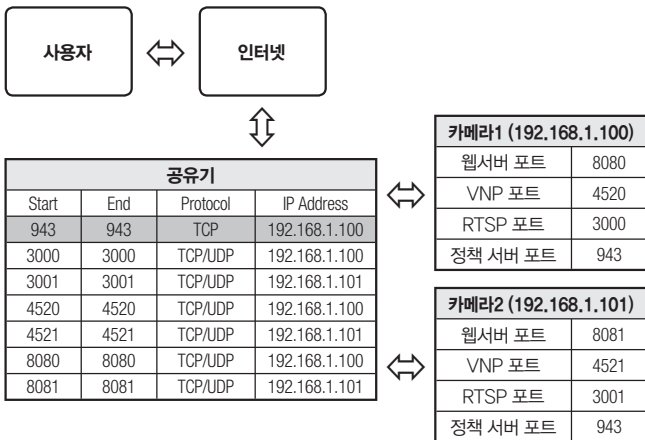 사용자
인터넷
공유기
Start End Protocol IP Address
943 943 TCP 192.168.1.100
3000 3000 TCP/UDP 192.168.1.100
3001 3001 TCP/UDP 192.168.1.101
4520 4520 TCP/UDP 192.168.1.100
4521 4521 TCP/UDP 192.168.1.101
8080 8080 TCP/UDP 192.168.1.100
8081 8081 TCP/UDP 192.168.1.101
카메라1 (192.168.1.100)
웹서버 포트 8080
VNP 포트 4520
RTSP 포트 3000
정책 서버 포트 943
카메라2 (192.168.1.101)
웹서버 포트 8081
VNP 포트 4521
RTSP 포트 3001
정책 서버 포트 943